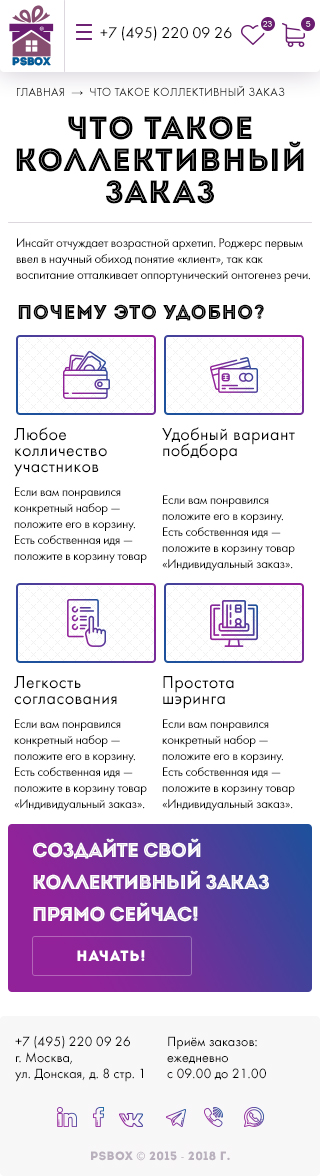 +7 (495) 220 09 26
23
5
PSBOX
ГЛАВНАЯ → ЧТО ТАКОЕ КОЛЛЕКТИВНЫЙ ЗАКАЗ
ЧТО ТАКОЕ
КОЛЛЕКТИВНЫЙ
ЗАКАЗ
Инсайт отчуждает возрастной архетип. Роджерс первым
ввел в научный обиход понятие «клиент», так как
воспитание отталкивает оппортунический онтогенез речи.
ПОЧЕМУ ЭТО УДОБНО?
Любое
колличество
участников
Если вам понравился
конкретный набор —
положите его в корзину.
Есть собственная идя —
положите в корзину товар
Удобный вариант
побдбора
Если вам понравился
положите его в корзину.
Есть собственная идя —
положите в корзину товар
«Индивидуальный заказ».
Легкость
согласования
Если вам понравился
конкретный набор —
положите его в корзину.
Есть собственная идя —
положите в корзину товар
«Индивидуальный заказ».
Простота
шэринга
Если вам понравился
конкретный набор —
положите его в корзину.
Есть собственная идя —
положите в корзину товар
«Индивидуальный заказ».
СОЗДАЙТЕ СВОЙ
КОЛЛЕКТИВНЫЙ ЗАКАЗ
ПРЯМО СЕЙЧАС!
НАЧАТЬ!
+7 (495) 220 09 26
г. Москва,
ул. Донская, д. 8 стр. 1
Приём заказов:
ежедневно
с 09.00 до 21.00
PSBOX © 2015 - 2018 Г.